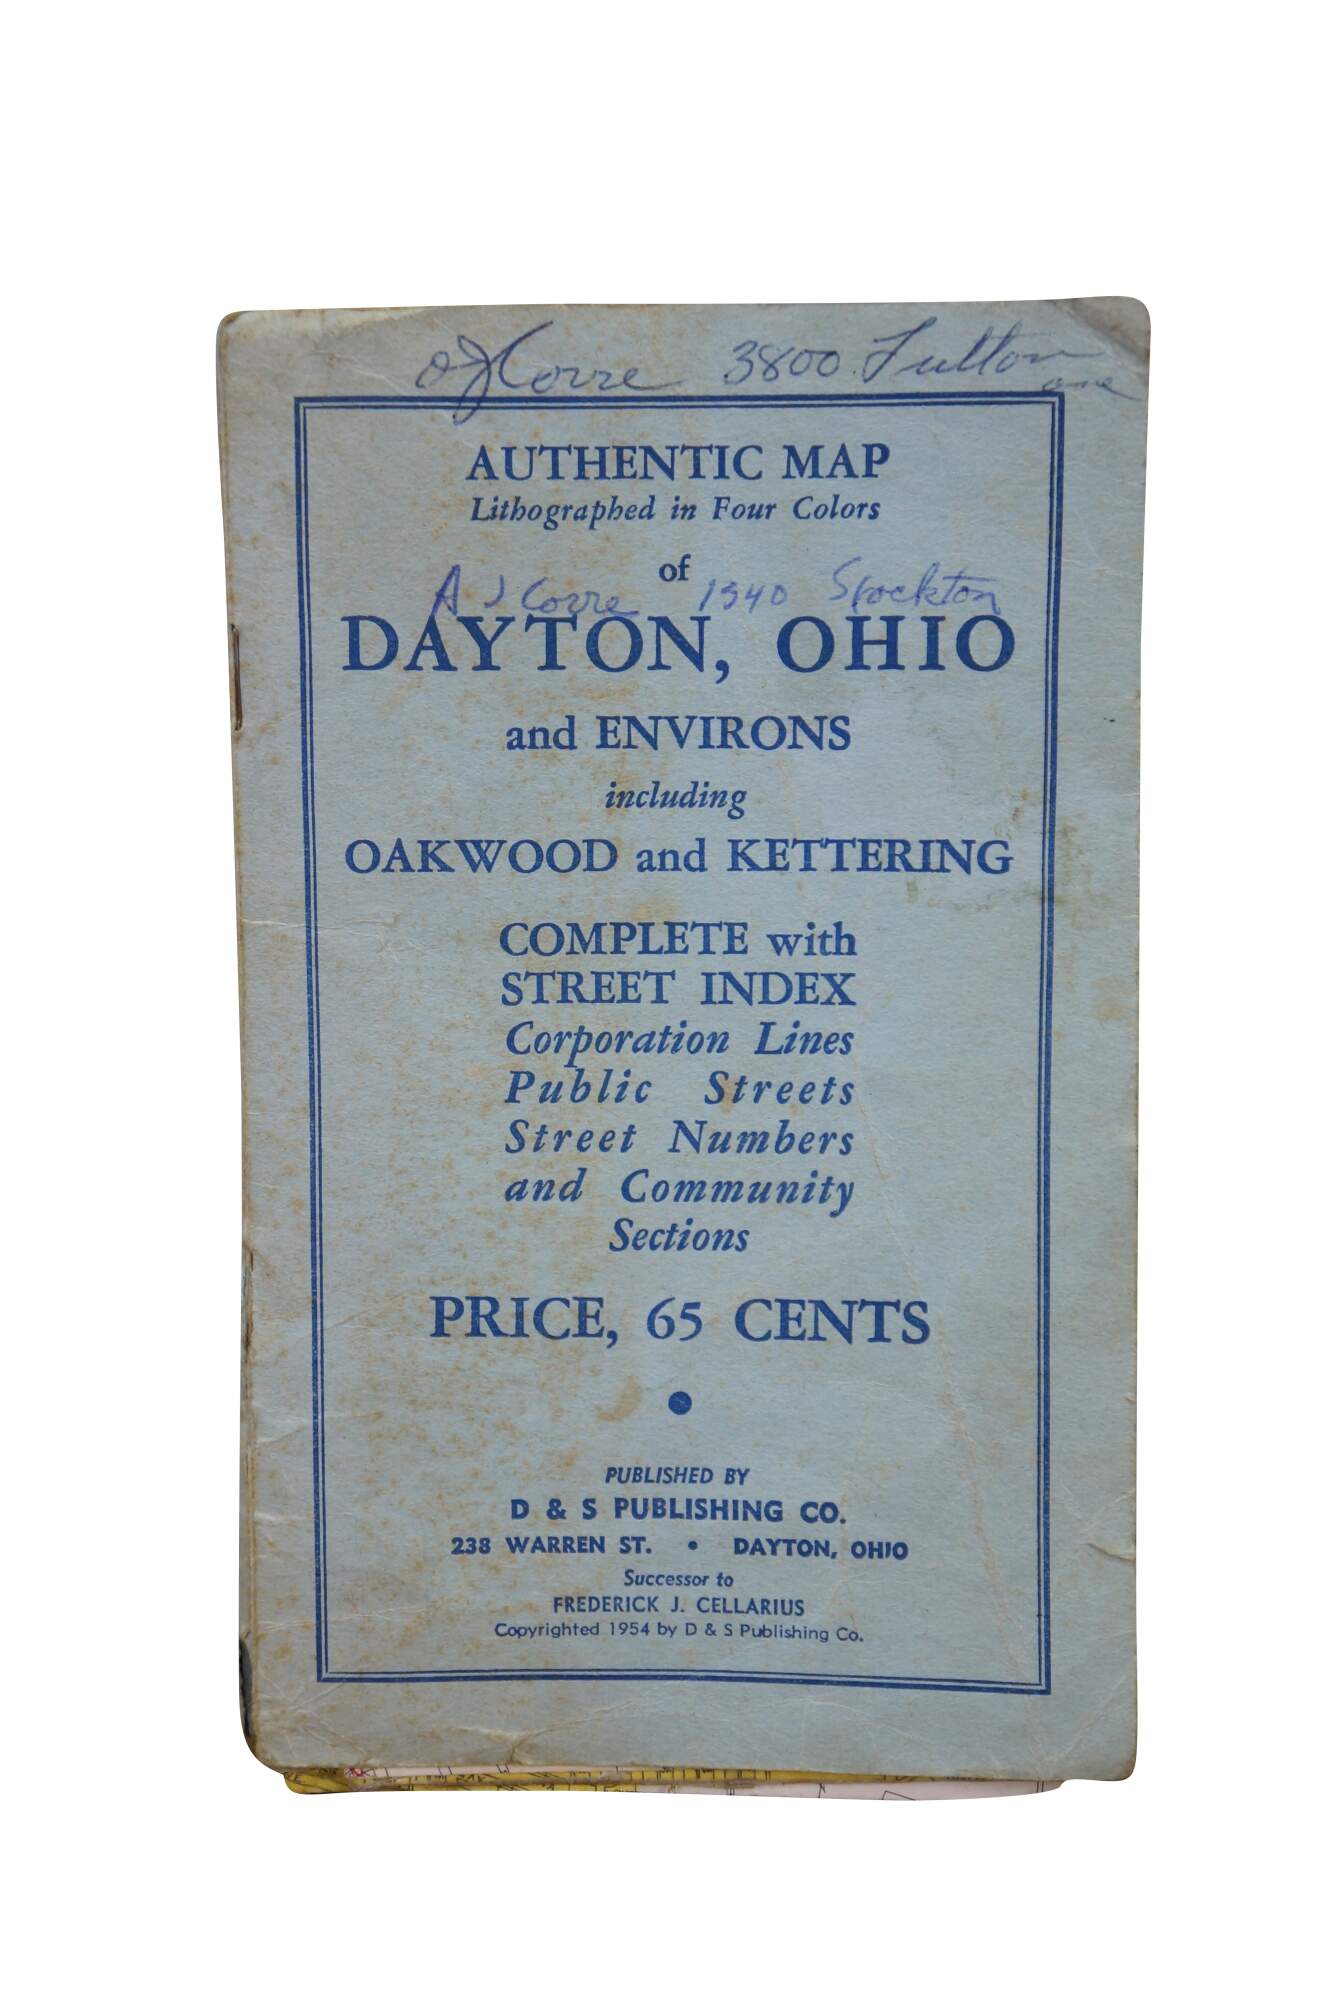 a J Corre 3800 Fulton ave
AUTHENTIC MAP
Lithographed in Four Colors
of
A J Corre 1340 Stockton
DAYTON, OHIO
and ENVIRONS
including
OAKWOOD and KETTERING
COMPLETE with
STREET INDEX
Corporation Lines
Public Streets
Street Numbers
and Community
Sections
PRICE, 65 CENTS
PUBLISHED BY
D & S PUBLISHING CO.
238 WARREN ST. • DAYTON, OHIO
Successor to
FREDERICK J. CELLARIUS
Copyrighted 1954 by D & S Publishing Co.